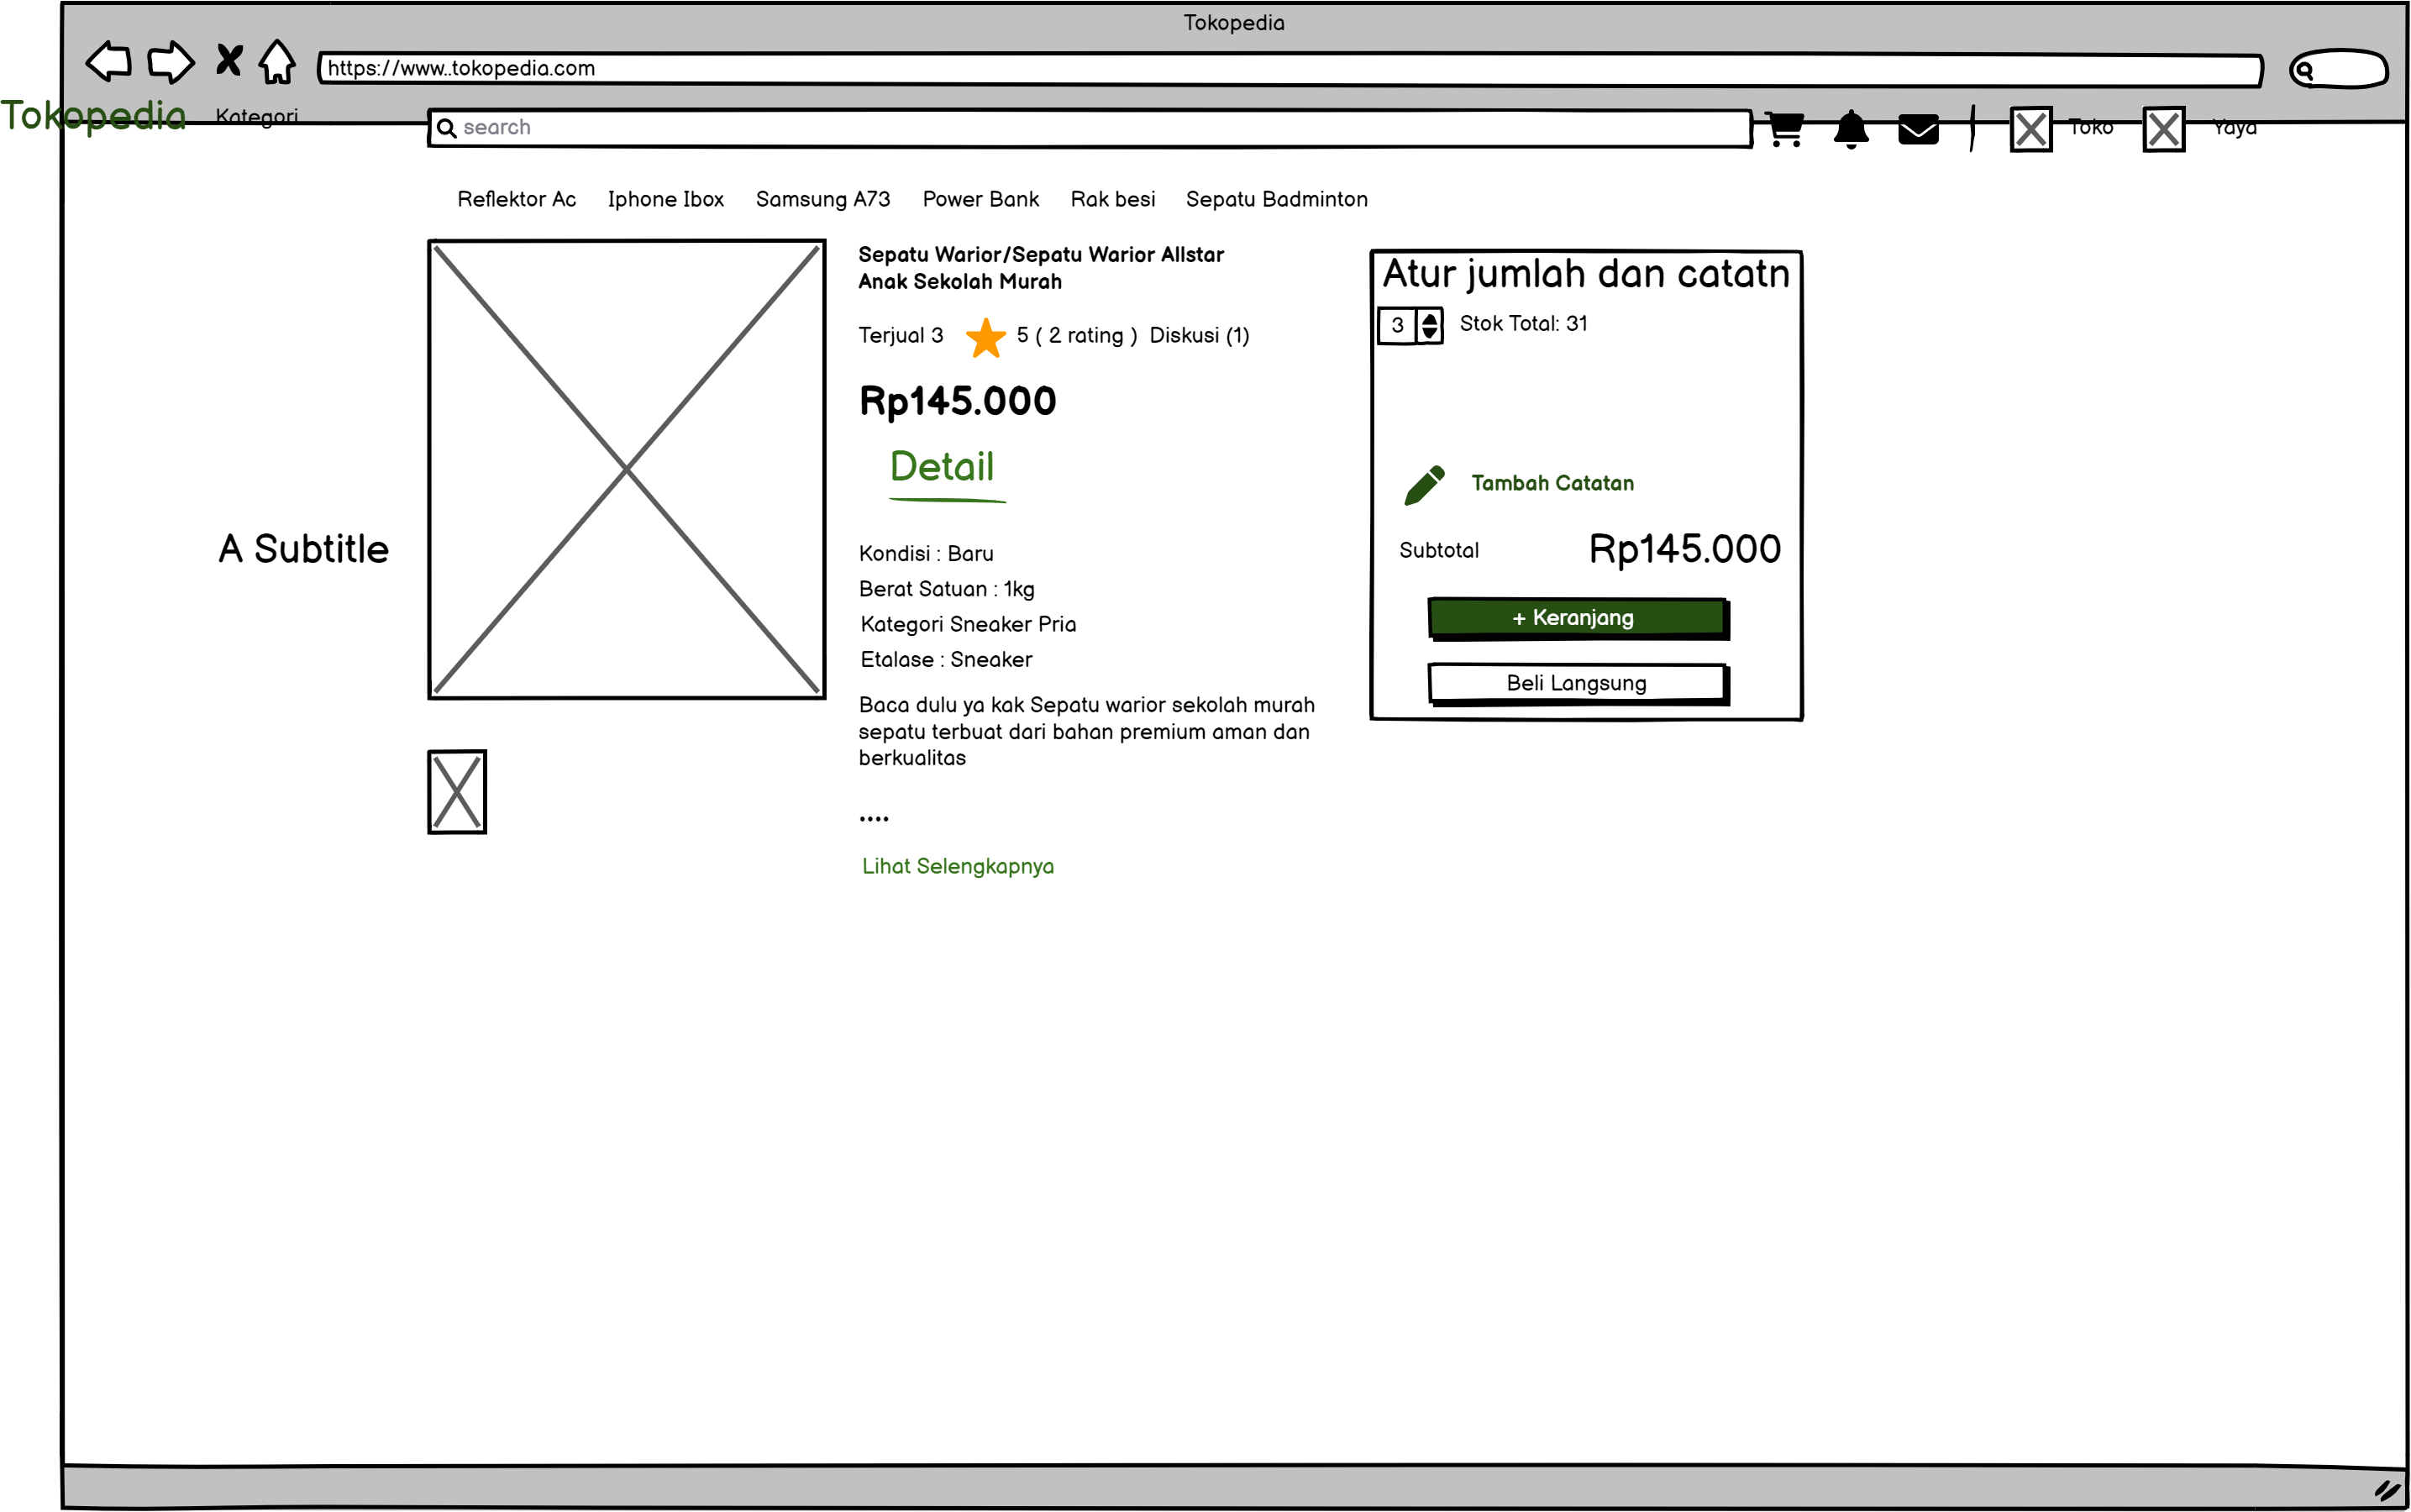 Tokopedia
https://www..tokopedia.com
Tokopedia Kategori search Toko Yaya
Reflektor Ac Iphone Ibox Samsung A73 Power Bank Rak besi Sepatu Badminton
Sepatu Warior/Sepatu Warior Allstar
Anak Sekolah Murah
Terjual 3 5 ( 2 rating ) Diskusi (1)
Rp145.000
Detail
A Subtitle
Kondisi : Baru
Berat Satuan : 1kg
Kategori Sneaker Pria
Etalase : Sneaker
Baca dulu ya kak Sepatu warior sekolah murah
sepatu terbuat dari bahan premium aman dan
berkualitas
....
Lihat Selengkapnya
Atur jumlah dan catatn
3 Stok Total: 31
Tambah Catatan
Subtotal Rp145.000
+ Keranjang
Beli Langsung